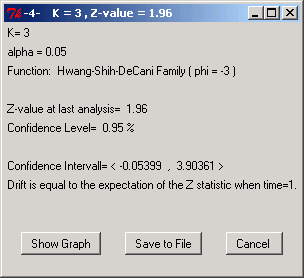 -4- K = 3 , Z-value = 1.96
K= 3
alpha = 0.05
Function: Hwang-Shih-DeCani Family ( phi = -3 )
Z-value at last analysis= 1.96
Confidence Level= 0.95 %
Confidence Intervall= < -0.05399 , 3.90361 >
Drift is equal to the expectation of the Z statistic when time=1.
Show Graph Save to File Cancel